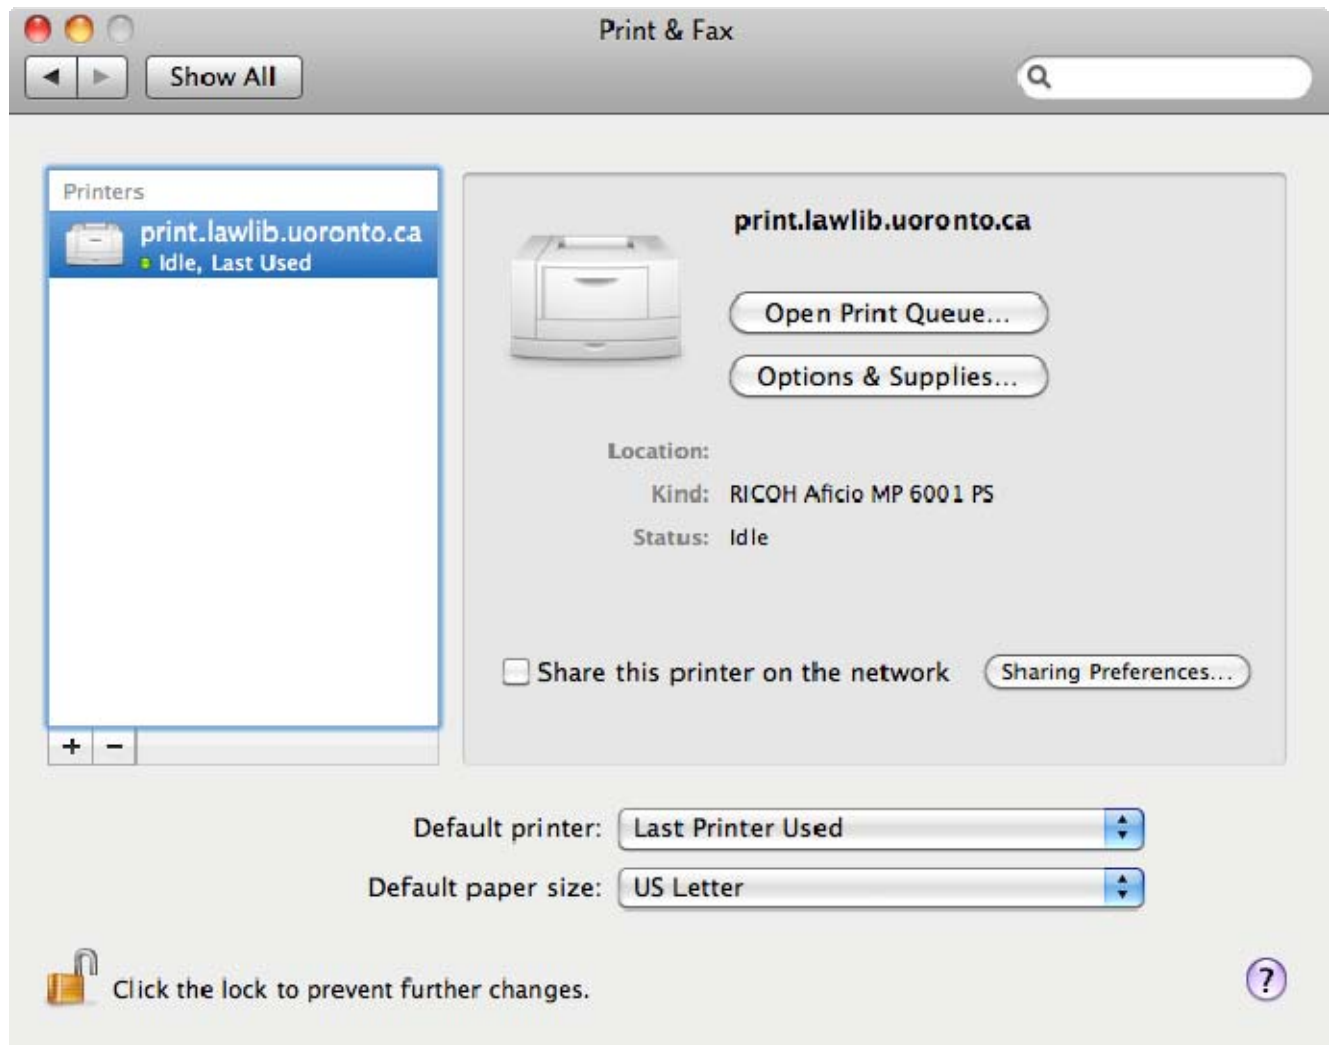 Print & Fax
Show All
Printers
print.lawlib.uoronto.ca
Idle, Last Used
print.lawlib.uoronto.ca
Open Print Queue...
Options & Supplies...
Location:
Kind: RICOH Aficio MP 6001 PS
Status: Idle
Share this printer on the network
Sharing Preferences...
+ −
Default printer: Last Printer Used
Default paper size: US Letter
Click the lock to prevent further changes.
?